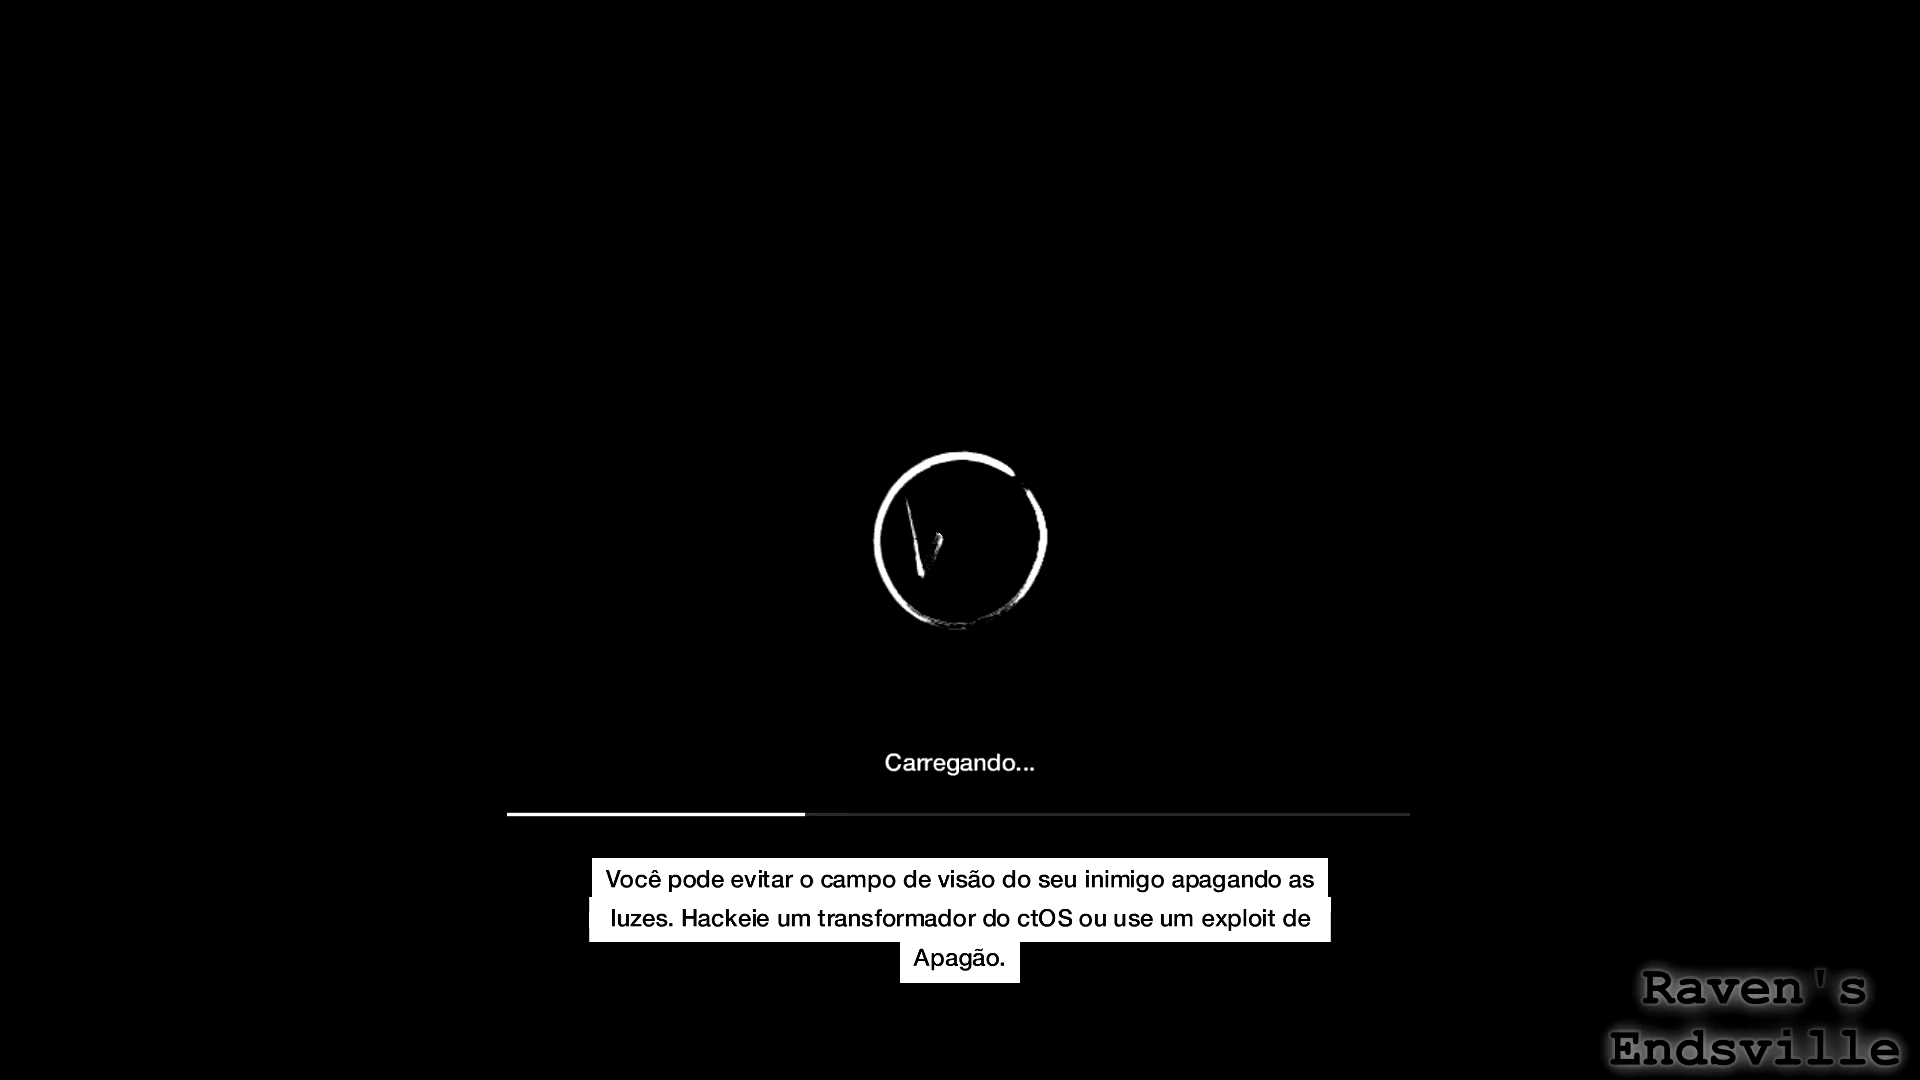 Carregando...
Você pode evitar o campo de visão do seu inimigo apagando as
luzes. Hackeie um transformador do ctOS ou use um exploit de
Apagão.
Raven's
Endsville